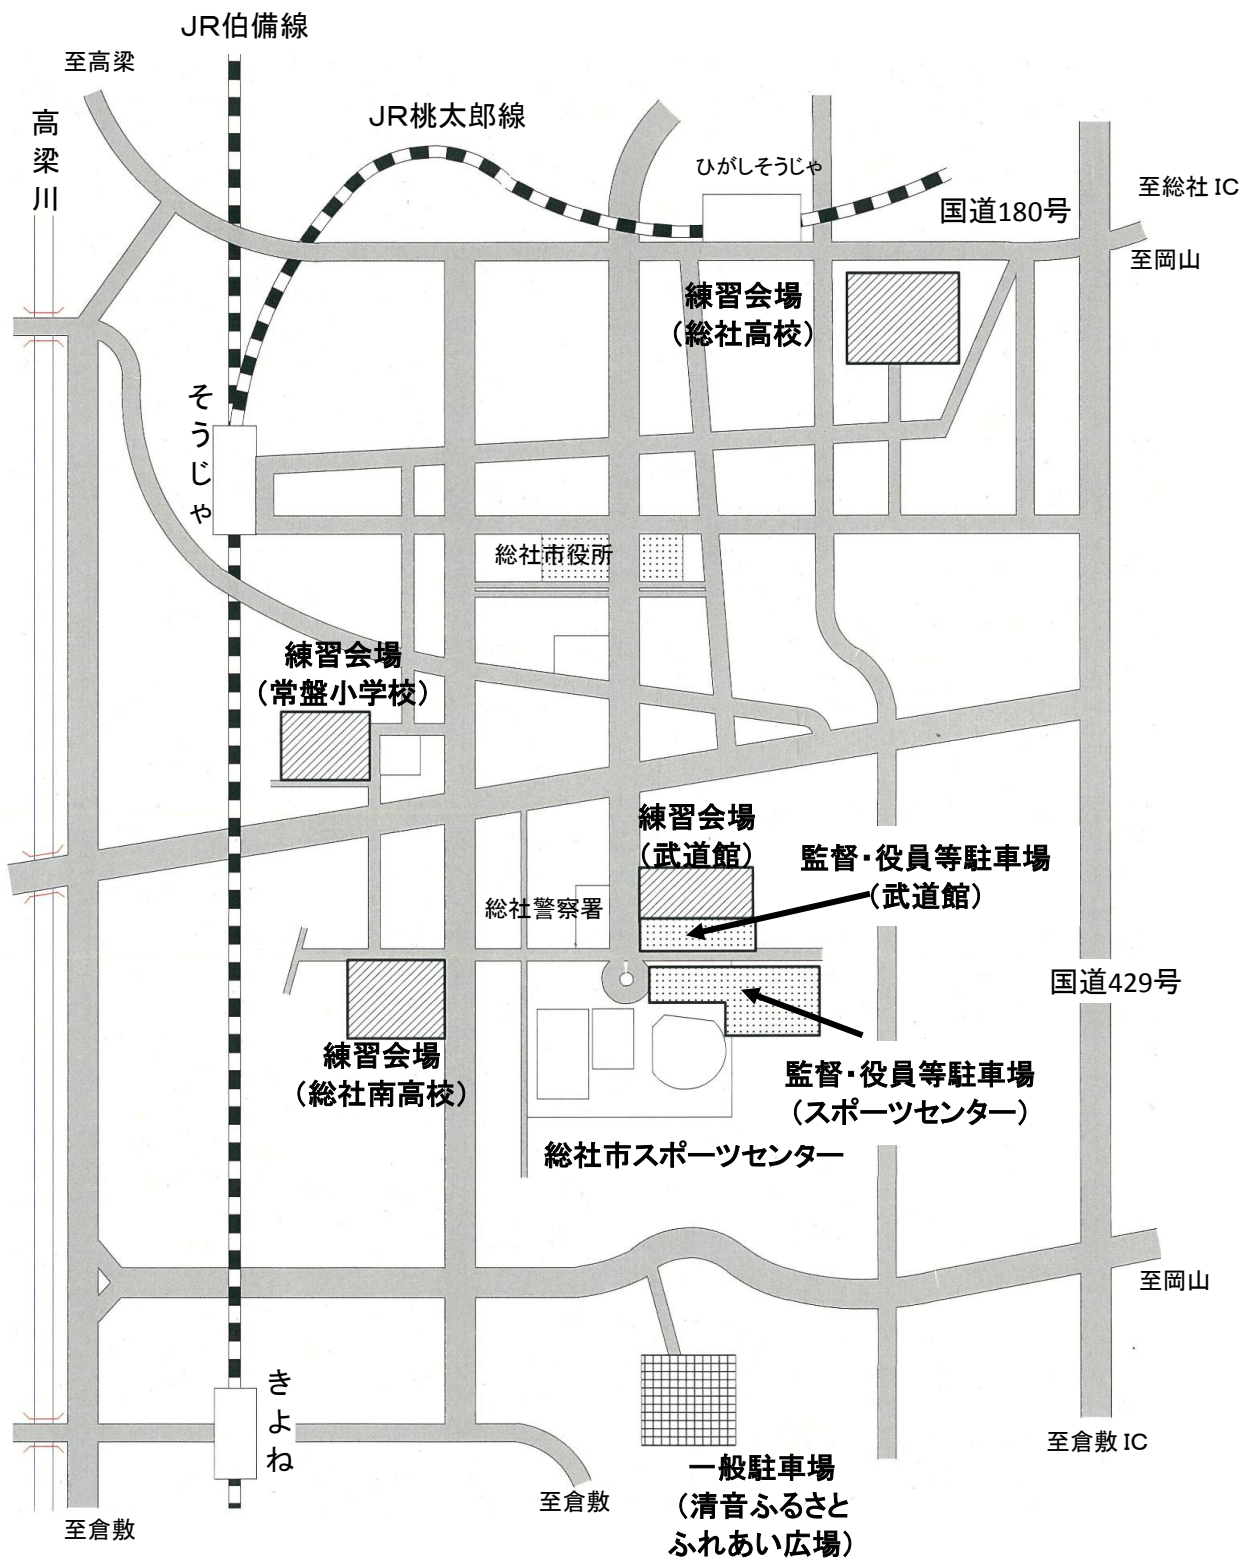 JR伯備線
至高梁
高梁川
JR桃太郎線
ひがしそうじゃ
至総社 IC
国道180号
至岡山
練習会場
(総社高校)
そうじゃ
総社市役所
練習会場
(常盤小学校)
練習会場
(武道館)
監督・役員等駐車場
(武道館)
総社警察署
国道429号
練習会場
(総社南高校)
監督・役員等駐車場
(スポーツセンター)
総社市スポーツセンター
至岡山
きよね
至倉敷 IC
一般駐車場
(清音ふるさと
ふれあい広場)
至倉敷
至倉敷